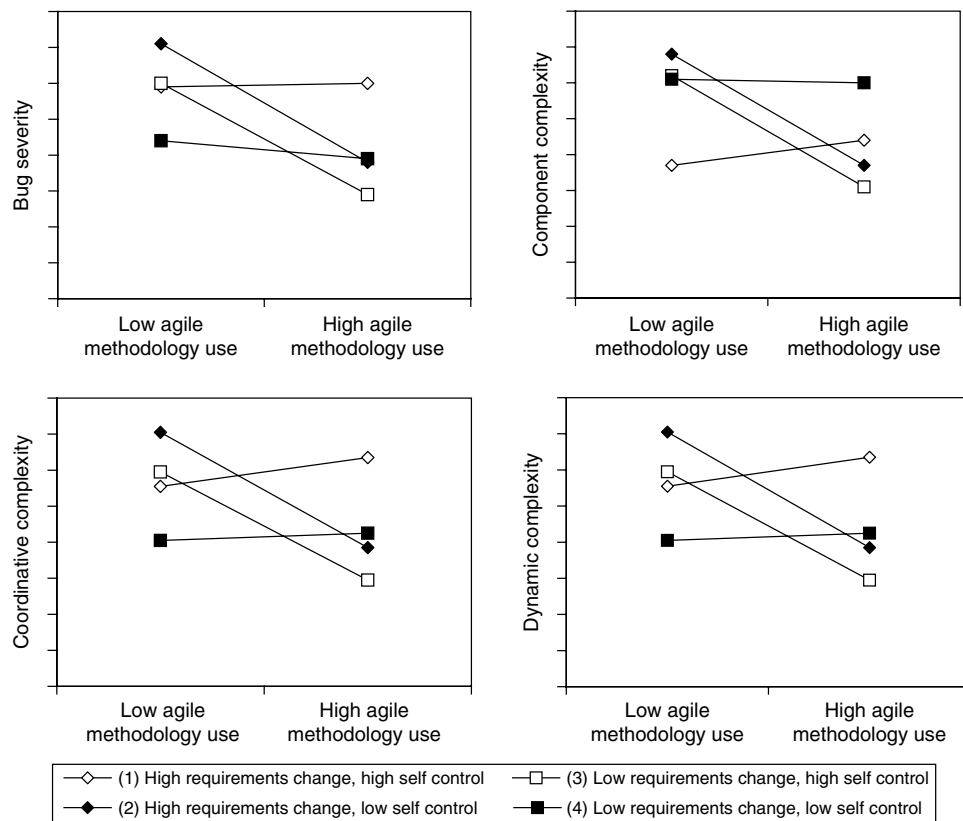 Bug severity
Low agile
methodology use
High agile
methodology use
Component complexity
Low agile
methodology use
High agile
methodology use
Coordinative complexity
Low agile
methodology use
High agile
methodology use
Dynamic complexity
Low agile
methodology use
High agile
methodology use
(1) High requirements change, high self control
(2) High requirements change, low self control
(3) Low requirements change, high self control
(4) Low requirements change, low self control